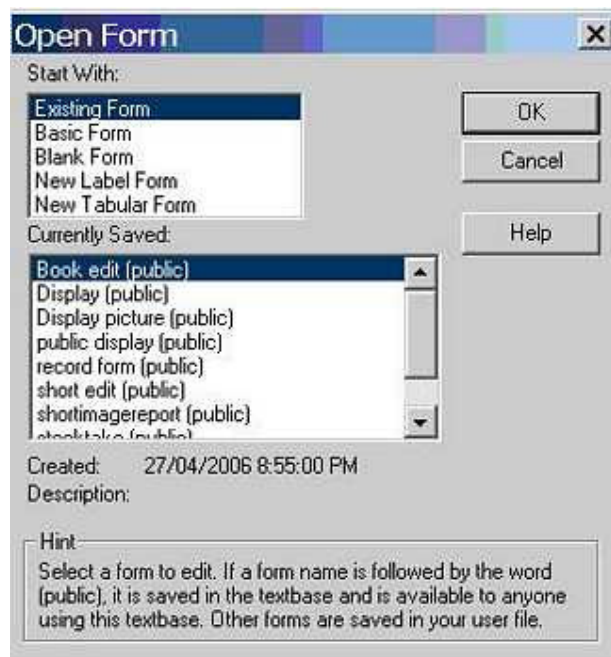 Open Form
Start With:
Existing Form
Basic Form
Blank Form
New Label Form
New Tabular Form
OK
Cancel
Help
Currently Saved:
Book edit (public)
Display (public)
Display picture (public)
public display (public)
record form (public)
short edit (public)
shortimagereport (public)
stocktake (public)
Created: 27/04/2006 8:55:00 PM
Description:
Hint
Select a form to edit. If a form name is followed by the word
(public), it is saved in the textbase and is available to anyone
using this textbase. Other forms are saved in your user file.